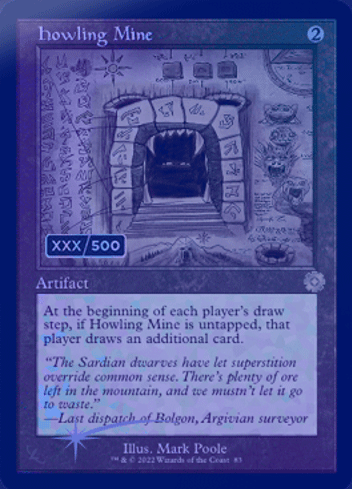 Howling Mine 2
XXX/500
Artifact
At the beginning of each player's draw
step, if Howling Mine is untapped, that
player draws an additional card.
"The Sardian dwarves have let superstition
override common sense. There's plenty of ore
left in the mountain, and we mustn't let it go
to waste."
—Last dispatch of Bolgon, Argivian surveyor
Illus. Mark Poole
™ & © 2022 Wizards of the Coast 83